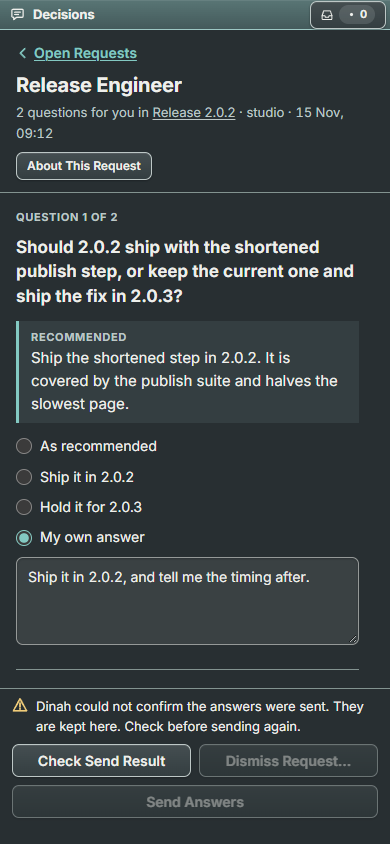 Decisions
• 0
Open Requests
Release Engineer
2 questions for you in Release 2.0.2 · studio · 15 Nov,
09:12
About This Request
QUESTION 1 OF 2
Should 2.0.2 ship with the shortened
publish step, or keep the current one and
ship the fix in 2.0.3?
RECOMMENDED
Ship the shortened step in 2.0.2. It is
covered by the publish suite and halves the
slowest page.
As recommended
Ship it in 2.0.2
Hold it for 2.0.3
My own answer
Ship it in 2.0.2, and tell me the timing after.
Dinah could not confirm the answers were sent. They
are kept here. Check before sending again.
Check Send Result
Dismiss Request...
Send Answers